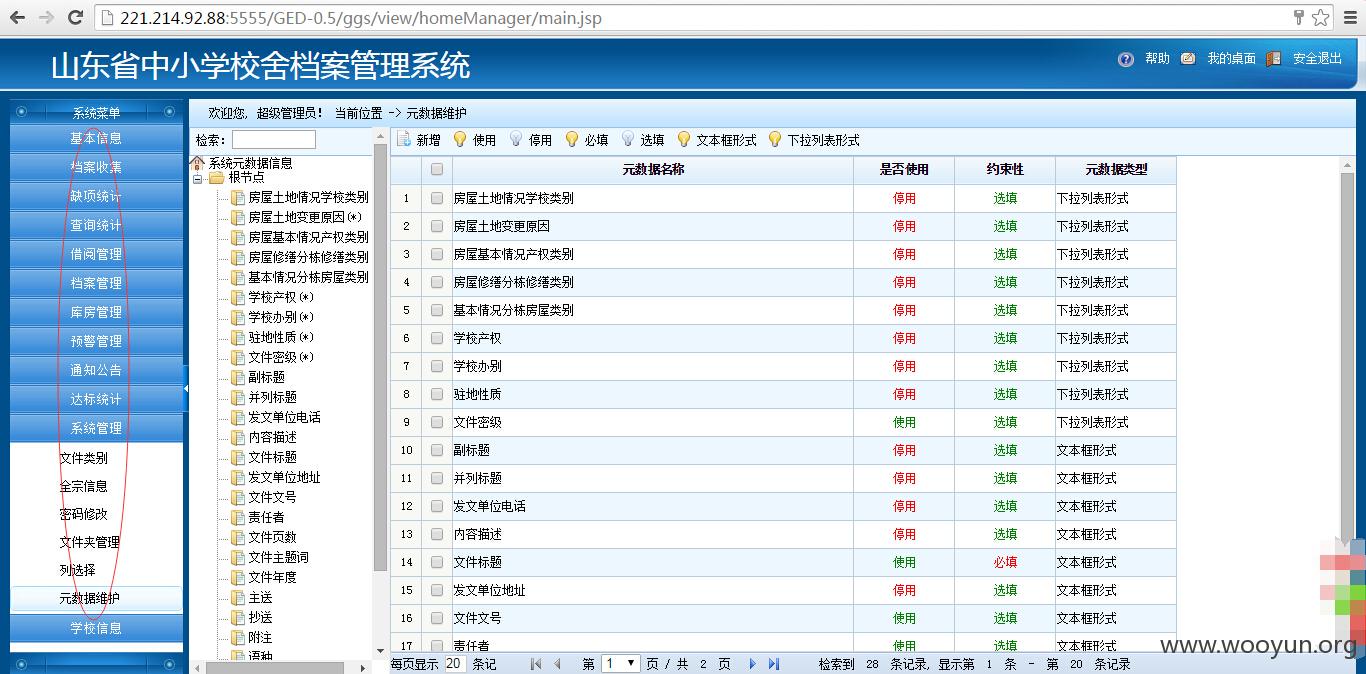 221.214.92.88:5555/GED-0.5/ggs/view/homeManager/main.jsp
山东省中小学校舍档案管理系统
帮助 我的桌面 安全退出
系统菜单
基本信息
档案收集
缺项统计
查询统计
借阅管理
档案管理
库房管理
预警管理
通知公告
达标统计
系统管理
文件类别
全宗信息
密码修改
文件夹管理
列选择
元数据维护
学校信息
欢迎您, 超级管理员! 当前位置 -> 元数据维护
检索:
系统元数据信息
根节点
房屋土地情况学校类别
房屋土地变更原因(*)
房屋基本情况产权类别
房屋修缮分栋修缮类别
基本情况分栋房屋类别
学校产权(*)
学校办别(*)
驻地性质(*)
文件密级(*)
副标题
并列标题
发文单位电话
内容描述
文件标题
发文单位地址
文件文号
责任者
文件页数
文件主题词
文件年度
主送
抄送
附注
语种
新增 使用 停用 必填 选填 文本框形式 下拉列表形式
元数据名称 是否使用 约束性 元数据类型
1 房屋土地情况学校类别 停用 选填 下拉列表形式
2 房屋土地变更原因 停用 选填 下拉列表形式
3 房屋基本情况产权类别 停用 选填 下拉列表形式
4 房屋修缮分栋修缮类别 停用 选填 下拉列表形式
5 基本情况分栋房屋类别 停用 选填 下拉列表形式
6 学校产权 停用 选填 下拉列表形式
7 学校办别 停用 选填 下拉列表形式
8 驻地性质 停用 选填 下拉列表形式
9 文件密级 使用 选填 下拉列表形式
10 副标题 停用 选填 文本框形式
11 并列标题 停用 选填 文本框形式
12 发文单位电话 停用 选填 文本框形式
13 内容描述 停用 选填 文本框形式
14 文件标题 使用 必填 文本框形式
15 发文单位地址 停用 选填 文本框形式
16 文件文号 使用 选填 文本框形式
17 责任者 使用 选填 文本框形式
每页显示 20 条记 第 1 页 / 共 2 页 检索到 28 条记录, 显示第 1 条 - 第 20 条记录
www.wooyun.org